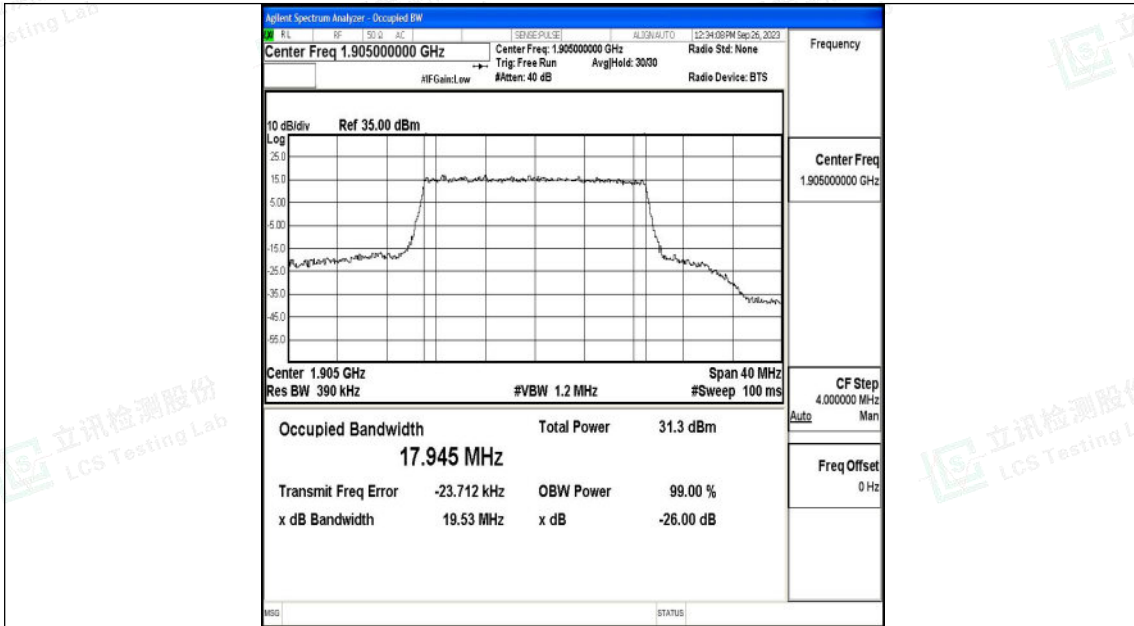 Agilent Spectrum Analyzer - Occupied BW
RL RF 50 Ω AC SENSE:PULSE ALIGNAUTO 12:34:08PM Sep 26, 2023
Center Freq 1.905000000 GHz
Center Freq: 1.905000000 GHz
Radio Std: None
Trig: Free Run Avg|Hold: 30/30
#IFGain:Low
#Atten: 40 dB
Radio Device: BTS
10 dB/div Ref 35.00 dBm
Log
25.0
15.0
5.00
-5.00
-15.0
-25.0
-35.0
-45.0
-55.0
Center 1.905 GHz Span 40 MHz
Res BW 390 kHz #VBW 1.2 MHz #Sweep 100 ms
Occupied Bandwidth Total Power 31.3 dBm
17.945 MHz
Transmit Freq Error -23.712 kHz OBW Power 99.00 %
x dB Bandwidth 19.53 MHz x dB -26.00 dB
MSG STATUS
Frequency
Center Freq
1.905000000 GHz
CF Step
4.000000 MHz
Auto Man
Freq Offset
0 Hz
sting Lab
立讯检测股份
LCS Testing Lab
立讯检测股份
LCS Testing L